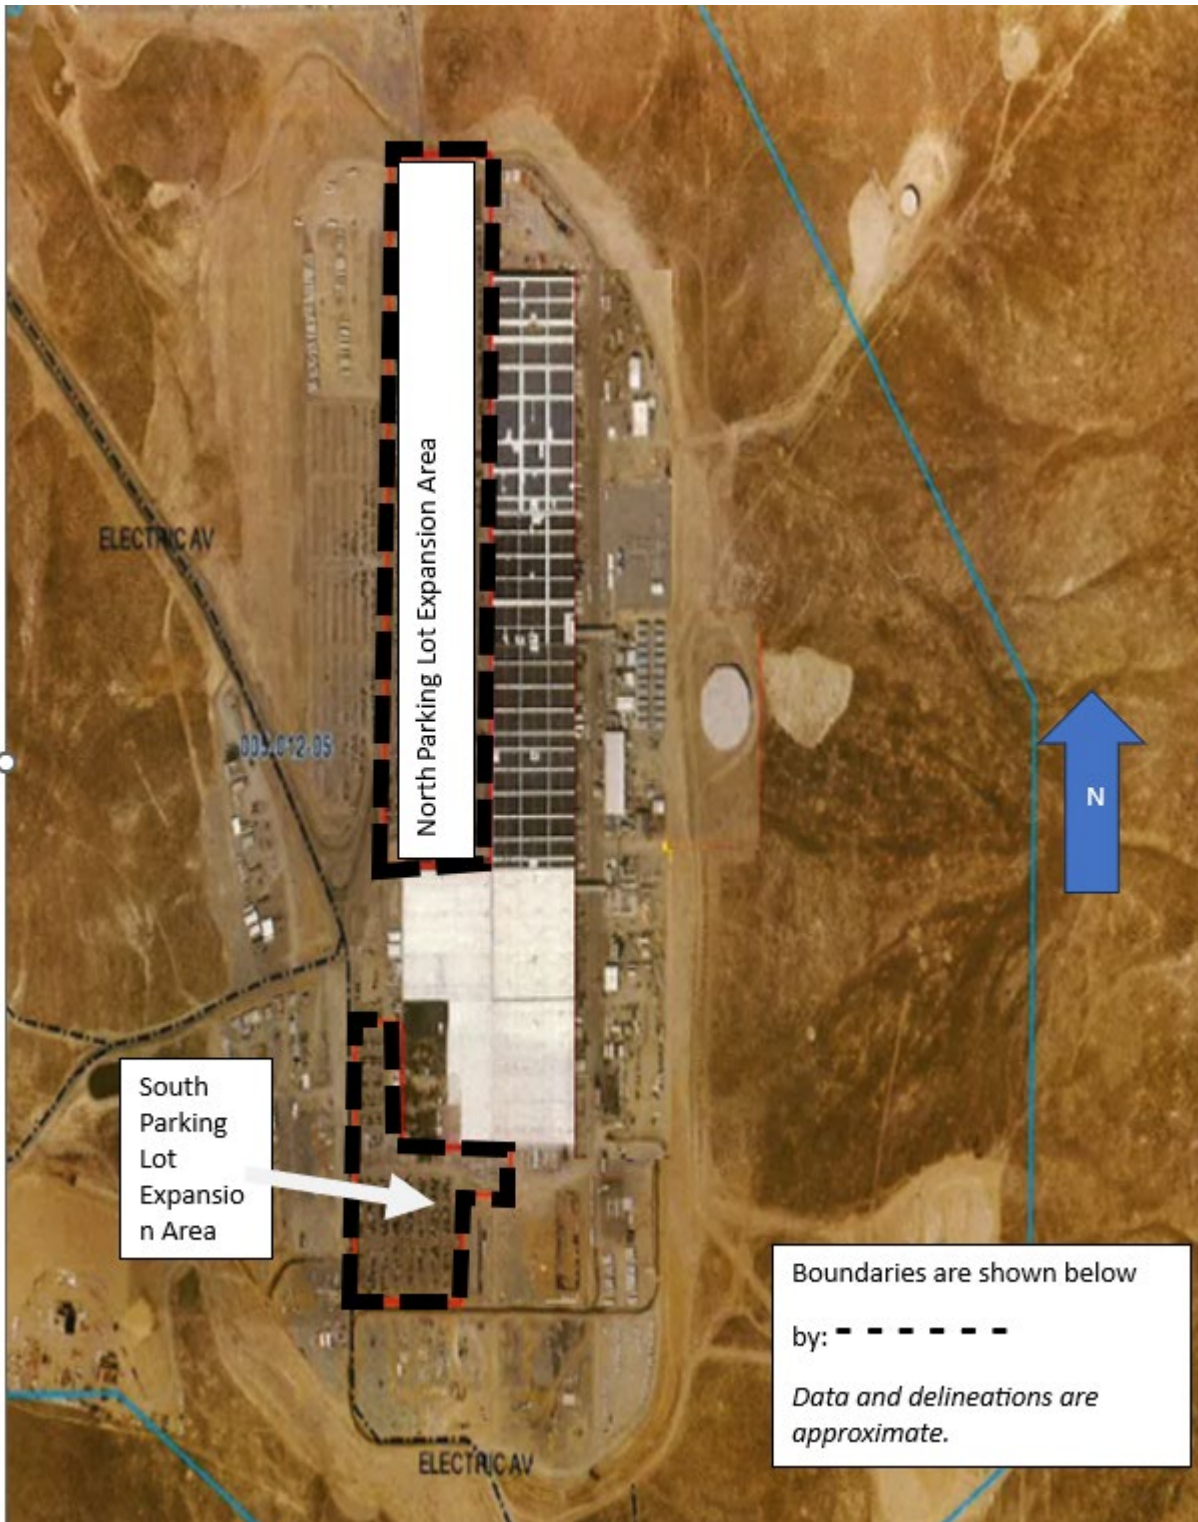 North Parking Lot Expansion Area
ELECTRIC AV
N
South
Parking
Lot
Expansio
n Area
Boundaries are shown below
by:
Data and delineations are
approximate.
ELECTRIC AV